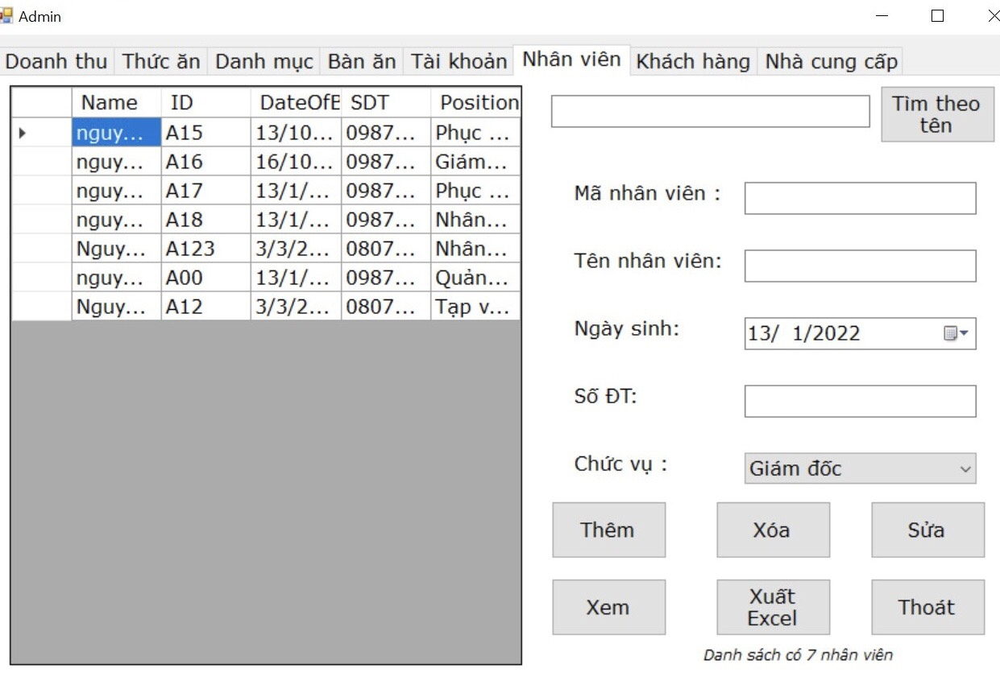 Admin
Doanh thu Thức ăn Danh mục Bàn ăn Tài khoản Nhân viên Khách hàng Nhà cung cấp
Name ID DateOfB SDT Position
nguy... A15 13/10... 0987... Phục ...
nguy... A16 16/10... 0987... Giám...
nguy... A17 13/1/... 0987... Phục ...
nguy... A18 13/1/... 0987... Nhân...
Nguy... A123 3/3/2... 0807... Nhân...
nguy... A00 13/1/... 0987... Quản...
Nguy... A12 3/3/2... 0807... Tạp v...
Tìm theo
tên
Mã nhân viên :
Tên nhân viên:
Ngày sinh: 13/ 1/2022
Số ĐT:
Chức vụ : Giám đốc
Thêm Xóa Sửa
Xem Xuất
Excel Thoát
Danh sách có 7 nhân viên